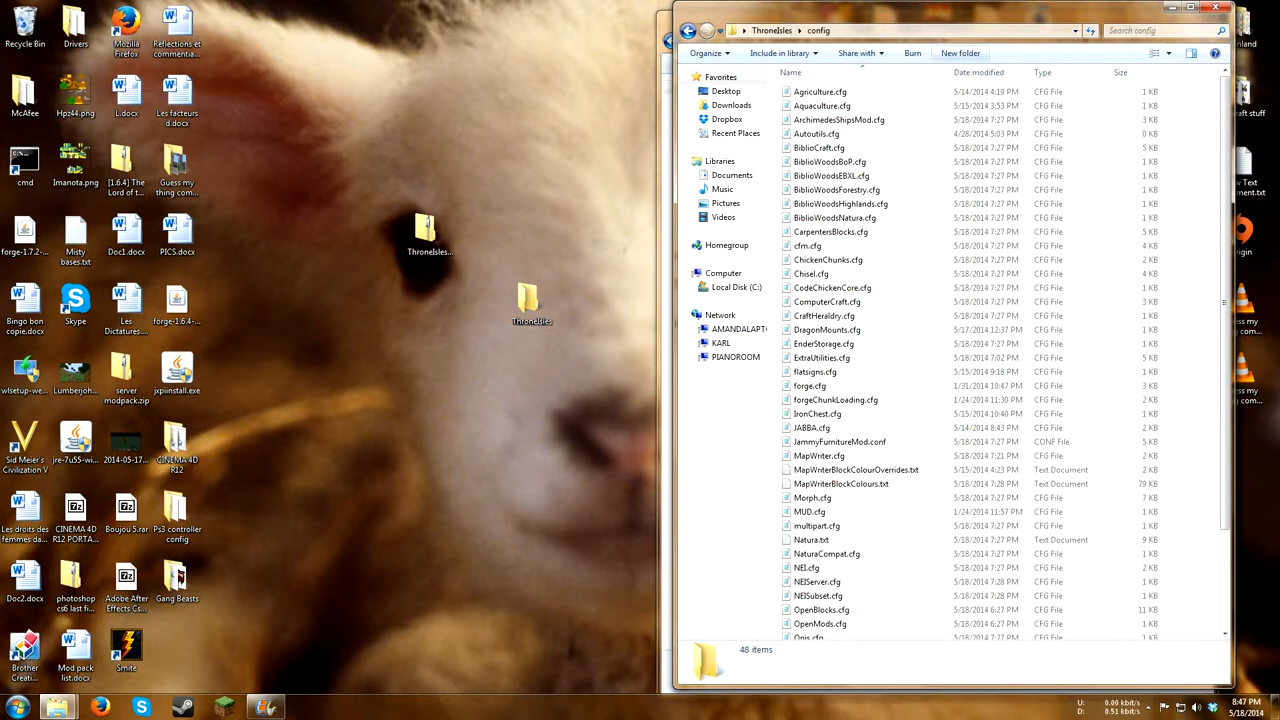 Recycle Bin
Drivers
Mozilla Firefox
Reflections et commentia...
McAfee
Hpz44.png
L.docx
Les facteurs d.docx
cmd
Imanota.png
[1.6.4] The Lord of t...
Guess my thing com...
forge-1.7.2-...
Misty bases.txt
Doc1.docx
PICS.docx
Bingo bon copie.docx
Skype
Les Dictatures....
forge-1.6.4-...
wlsetup-we...
Lumberjoh...
server modpack.zip
jxpiinstall.exe
Sid Meier's Civilization V
jre-7u55-wi...
2014-05-17...
CINEMA 4D R12
Les droits des femmes da...
CINEMA 4D R12 PORTA...
Boujou 5.rar
Ps3 controller config
Doc2.docx
photoshop cs6 last fi...
Adobe After Effects Cs...
Gang Beasts
Brother Creati...
Mod pack list.docx
Smite
ThroneIsles...
ThroneIsles
ThroneIsles config
Search config
Organize Include in library Share with Burn New folder
Favorites
Desktop
Downloads
Dropbox
Recent Places
Libraries
Documents
Music
Pictures
Videos
Homegroup
Computer
Local Disk (C:)
Network
AMANDALAPT
KARL
PIANOROOM
Name Date modified Type Size
Agriculture.cfg 5/14/2014 4:19 PM CFG File 1 KB
Aquaculture.cfg 5/15/2014 3:53 PM CFG File 1 KB
ArchimedesShipsMod.cfg 5/18/2014 7:27 PM CFG File 3 KB
Autoutils.cfg 4/28/2014 5:03 PM CFG File 0 KB
BiblioCraft.cfg 5/18/2014 7:27 PM CFG File 5 KB
BiblioWoodsBoP.cfg 5/18/2014 7:27 PM CFG File 1 KB
BiblioWoodsEBXL.cfg 5/18/2014 7:27 PM CFG File 1 KB
BiblioWoodsForestry.cfg 5/18/2014 7:27 PM CFG File 1 KB
BiblioWoodsHighlands.cfg 5/18/2014 7:27 PM CFG File 1 KB
BiblioWoodsNatura.cfg 5/18/2014 7:27 PM CFG File 1 KB
CarpentersBlocks.cfg 5/18/2014 7:27 PM CFG File 5 KB
cfm.cfg 5/18/2014 7:27 PM CFG File 4 KB
ChickenChunks.cfg 5/18/2014 7:27 PM CFG File 2 KB
Chisel.cfg 5/18/2014 7:27 PM CFG File 4 KB
CodeChickenCore.cfg 5/18/2014 7:27 PM CFG File 1 KB
ComputerCraft.cfg 5/18/2014 7:27 PM CFG File 3 KB
CraftHeraldry.cfg 5/18/2014 7:27 PM CFG File 2 KB
DragonMounts.cfg 5/17/2014 12:37 PM CFG File 1 KB
EnderStorage.cfg 5/18/2014 7:27 PM CFG File 1 KB
ExtraUtilities.cfg 5/18/2014 7:02 PM CFG File 5 KB
flatsigns.cfg 5/15/2014 9:18 PM CFG File 1 KB
forge.cfg 1/31/2014 10:47 PM CFG File 3 KB
forgeChunkLoading.cfg 1/24/2014 11:30 PM CFG File 2 KB
IronChest.cfg 5/15/2014 10:40 PM CFG File 1 KB
JABBA.cfg 5/14/2014 8:43 PM CFG File 2 KB
JammyFurnitureMod.conf 5/18/2014 7:27 PM CONF File 5 KB
MapWriter.cfg 5/18/2014 7:21 PM CFG File 2 KB
MapWriterBlockColourOverrides.txt 5/15/2014 4:23 PM Text Document 2 KB
MapWriterBlockColours.txt 5/18/2014 7:28 PM Text Document 79 KB
Morph.cfg 5/18/2014 7:27 PM CFG File 7 KB
MUD.cfg 1/24/2014 11:57 PM CFG File 1 KB
multipart.cfg 5/18/2014 7:27 PM CFG File 1 KB
Natura.txt 5/18/2014 7:27 PM Text Document 9 KB
NaturaCompat.cfg 5/18/2014 7:27 PM CFG File 1 KB
NEI.cfg 5/18/2014 7:27 PM CFG File 2 KB
NEIServer.cfg 5/18/2014 7:28 PM CFG File 1 KB
NEISubset.cfg 5/18/2014 7:28 PM CFG File 1 KB
OpenBlocks.cfg 5/18/2014 6:27 PM CFG File 11 KB
OpenMods.cfg 5/18/2014 6:27 PM CFG File 1 KB
48 items
U: 0.00 kbit/s
D: 0.51 kbit/s
8:47 PM
5/18/2014